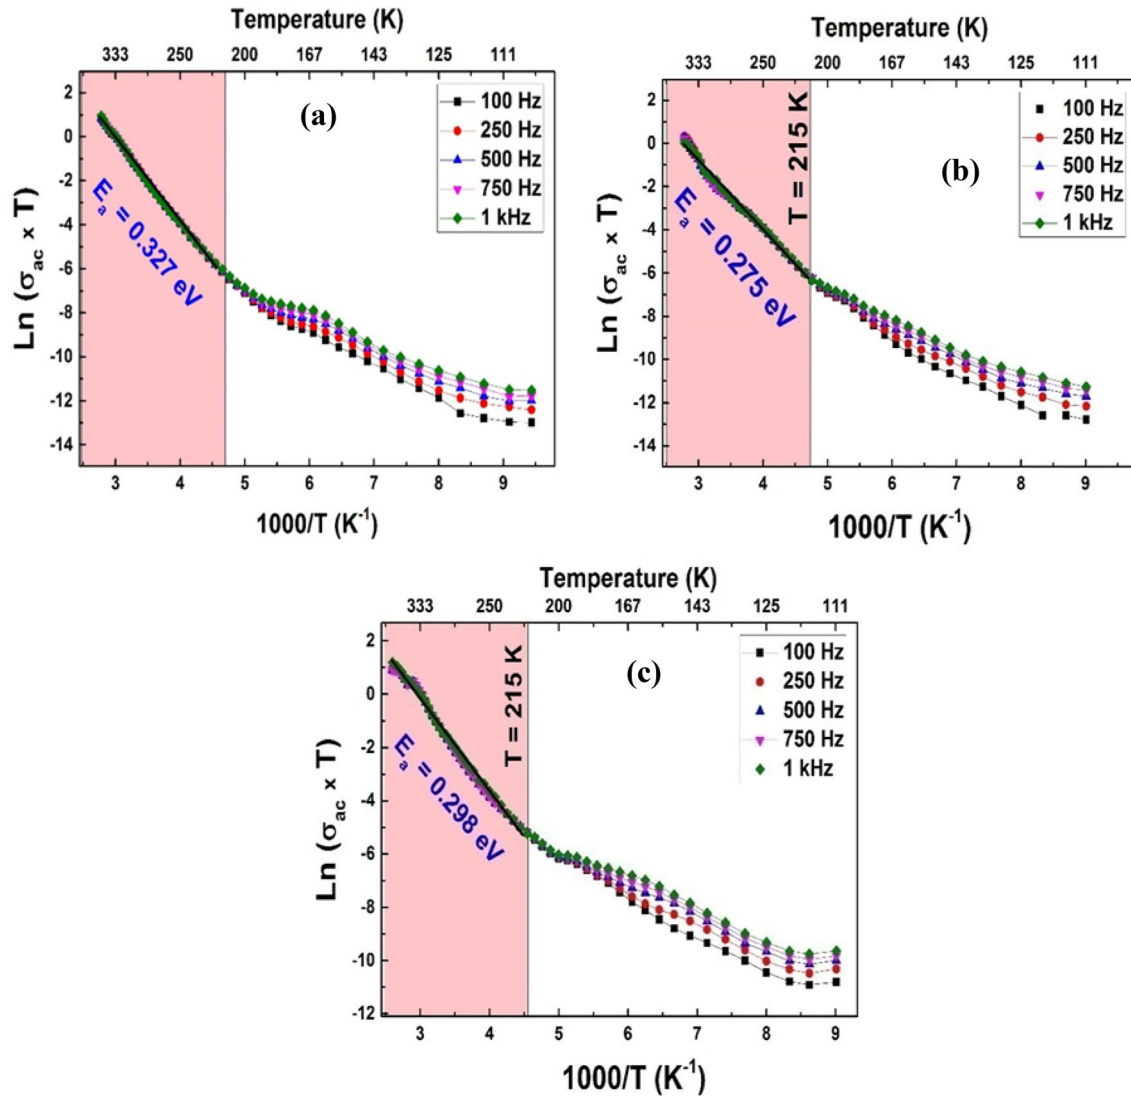 Temperature (K)
333 250 200 167 143 125 111
(a)
100 Hz
250 Hz
500 Hz
750 Hz
1 kHz
Eₐ = 0.327 eV
Ln (σ_ac x T)
2
0
-2
-4
-6
-8
-10
-12
-14
3 4 5 6 7 8 9
1000/T (K⁻¹)
Temperature (K)
333 250 200 167 143 125 111
(b)
T = 215 K
100 Hz
250 Hz
500 Hz
750 Hz
1 kHz
Eₐ = 0.275 eV
Ln (σ_ac x T)
2
0
-2
-4
-6
-8
-10
-12
-14
3 4 5 6 7 8 9
1000/T (K⁻¹)
Temperature (K)
333 250 200 167 143 125 111
(c)
T = 215 K
100 Hz
250 Hz
500 Hz
750 Hz
1 kHz
Eₐ = 0.298 eV
Ln (σ_ac x T)
2
0
-2
-4
-6
-8
-10
-12
3 4 5 6 7 8 9
1000/T (K⁻¹)